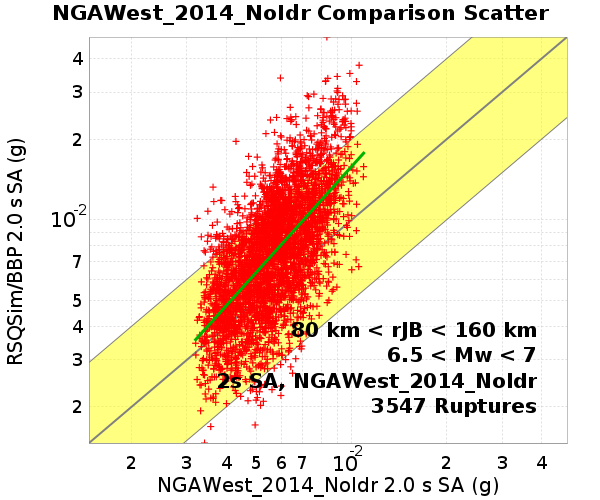 NGAWest_2014_NoIdr Comparison Scatter
4
3
2
10-2
7
5
4
3
2
RSQSim/BBP 2.0 s SA (g)
80 km < rJB < 160 km
6.5 < Mw < 7
2s SA, NGAWest_2014_NoIdr
3547 Ruptures
2 3 4 5 6 7 10-2 2 3 4
NGAWest_2014_NoIdr 2.0 s SA (g)